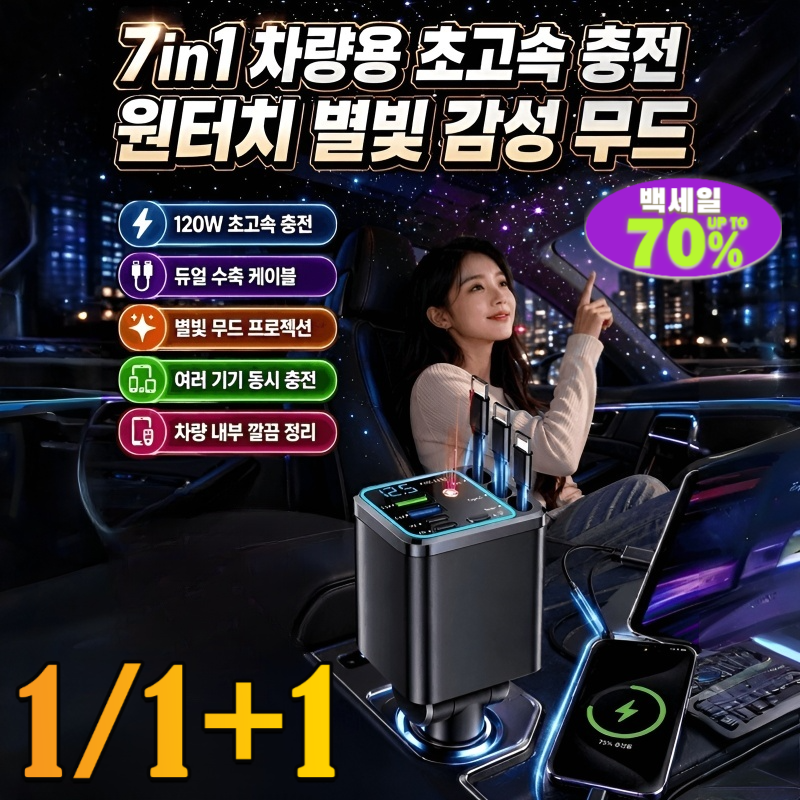 7in1 차량용 초고속 충전
원터치 별빛 감성 무드
백세일
UP TO
70%
120W 초고속 충전
듀얼 수축 케이블
별빛 무드 프로젝션
여러 기기 동시 충전
차량 내부 깔끔 정리
12.5
75%
1/1+1